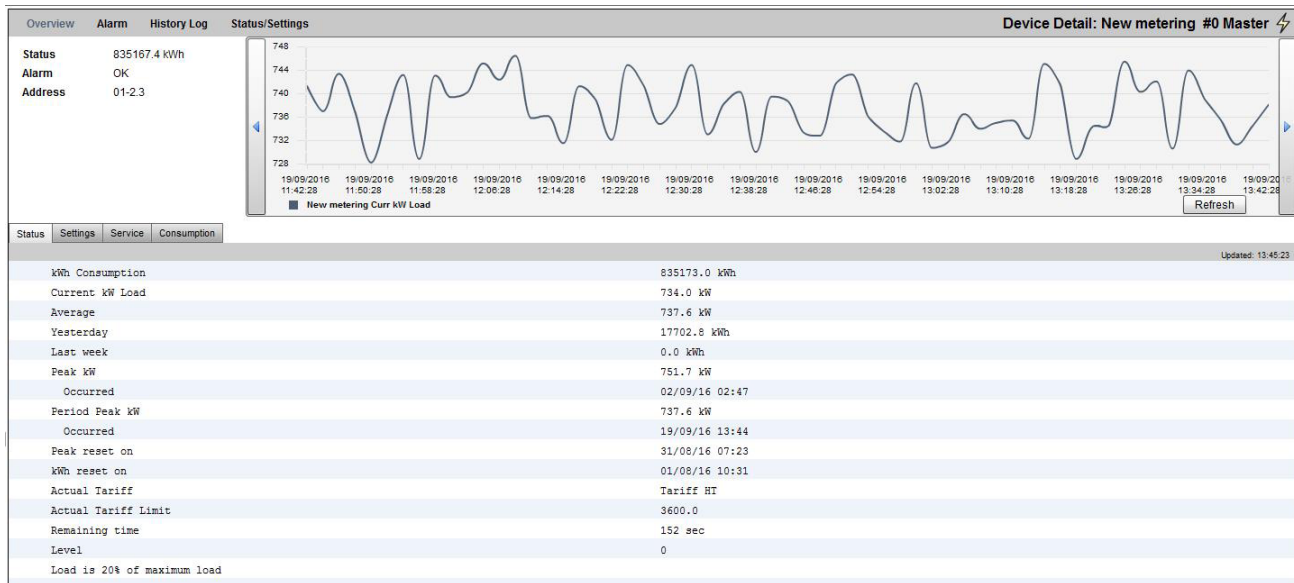 Overview Alarm History Log Status/Settings Device Detail: New metering #0 Master
Status 835167.4 kWh
Alarm OK
Address 01-2.3
748
744
740
736
732
728
19/09/2016 19/09/2016 19/09/2016 19/09/2016 19/09/2016 19/09/2016 19/09/2016 19/09/2016 19/09/2016 19/09/2016 19/09/2016 19/09/2016 19/09/2016 19/09/2016 19/09/2016 19/09/20
11:42:28 11:50:28 11:58:28 12:06:28 12:14:28 12:22:28 12:30:28 12:38:28 12:46:28 12:54:28 13:02:28 13:10:28 13:18:28 13:26:28 13:34:28 13:42:28
New metering Curr kW Load Refresh
Status Settings Service Consumption
Updated: 13:45:23
kWh Consumption 835173.0 kWh
Current kW Load 734.0 kW
Average 737.6 kW
Yesterday 17702.8 kWh
Last week 0.0 kWh
Peak kW 751.7 kW
Occurred 02/09/16 02:47
Period Peak kW 737.6 kW
Occurred 19/09/16 13:44
Peak reset on 31/08/16 07:23
kWh reset on 01/08/16 10:31
Actual Tariff Tariff HT
Actual Tariff Limit 3600.0
Remaining time 152 sec
Level 0
Load is 20% of maximum load